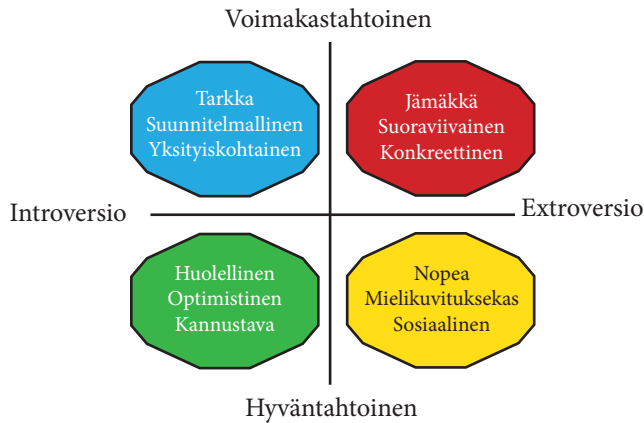 Voimakastahtoinen
Tarkka
Suunnitelmallinen
Yksityiskohtainen
Jämäkkä
Suoraviivainen
Konkreettinen
Introversio
Extroversio
Huolellinen
Optimistinen
Kannustava
Nopea
Mielikuvituksekas
Sosiaalinen
Hyväntahtoinen